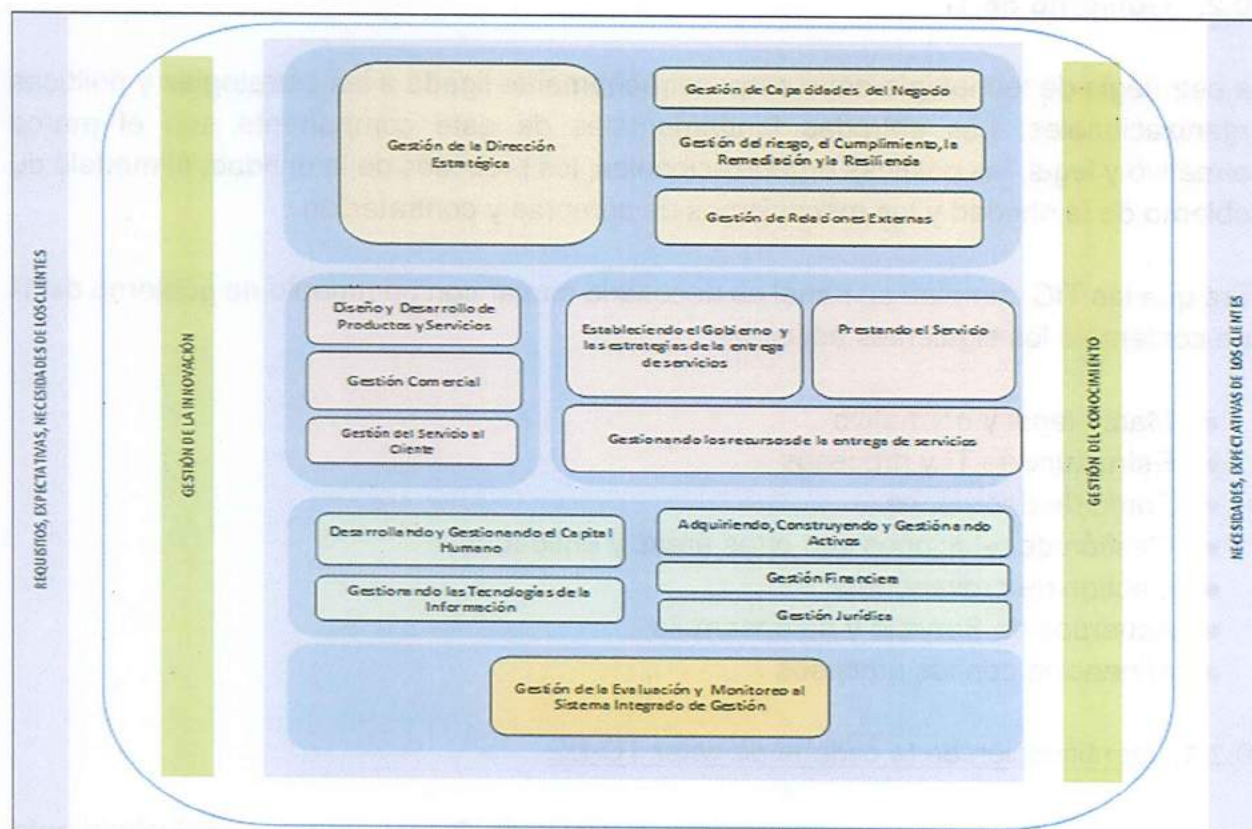 REQUISITOS, EXPECTATIVAS, NECESIDADES DE LOS CLIENTES
GESTIÓN DE LA INNOVACIÓN
Gestión de la Dirección
Estratégica
Gestión de Capacidades del Negocio
Gestión del riesgo, el Cumplimiento, la
Remediación y la Resiliencia
Gestión de Relaciones Externas
Diseño y Desarrollo de
Productos y Servicios
Gestión Comercial
Gestión del Servicio al
Cliente
Estableciendo el Gobierno y
las estrategias de la entrega
de servicios
Prestando el Servicio
Gestionando los recursos de la entrega de servicios
Desarrollando y Gestionando el Capital
Humano
Gestionando las Tecnologías de la
Información
Adquiriendo, Construyendo y Gestionando
Activos
Gestión Financiera
Gestión Jurídica
Gestión de la Evaluación y Monitoreo al
Sistema Integrado de Gestión
GESTIÓN DEL CONOCIMIENTO
NECESIDADES, EXPECTATIVAS DE LOS CLIENTES